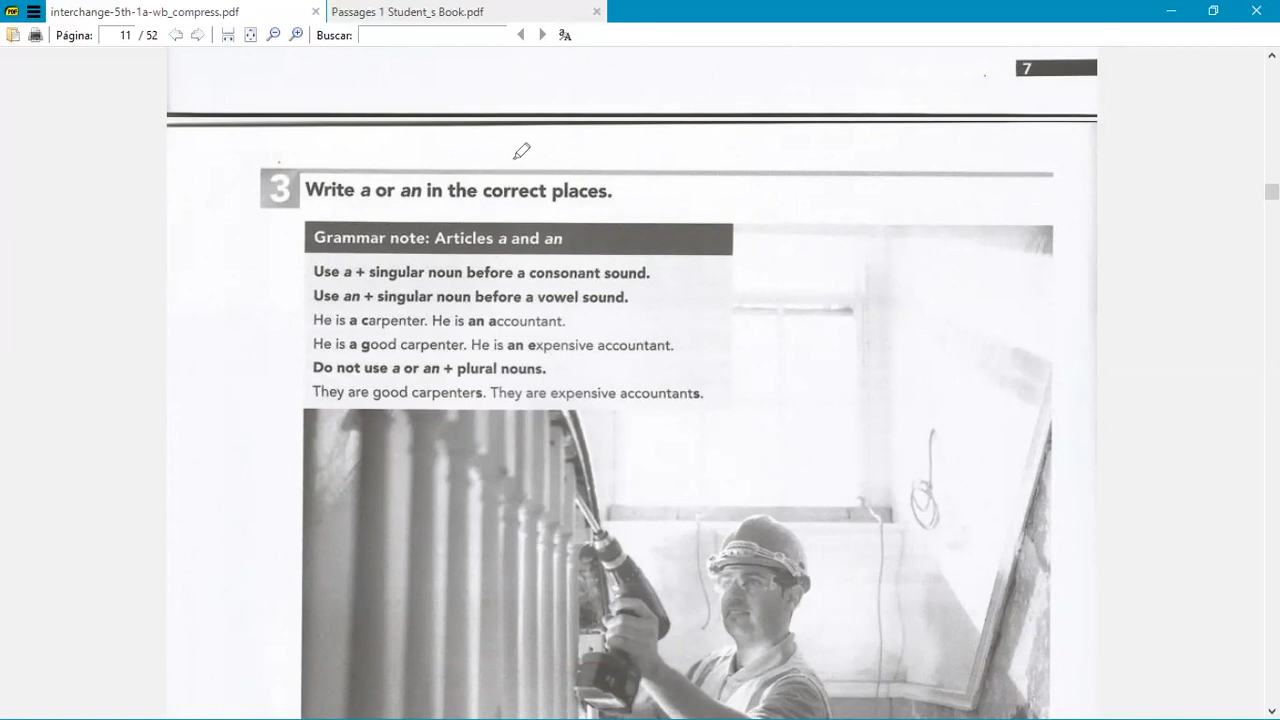 interchange-5th-1a-wb_compress.pdf
Passages 1 Student_s Book.pdf
Página: 11 / 52
Buscar:
7
3 Write a or an in the correct places.
Grammar note: Articles a and an
Use a + singular noun before a consonant sound.
Use an + singular noun before a vowel sound.
He is a carpenter. He is an accountant.
He is a good carpenter. He is an expensive accountant.
Do not use a or an + plural nouns.
They are good carpenters. They are expensive accountants.